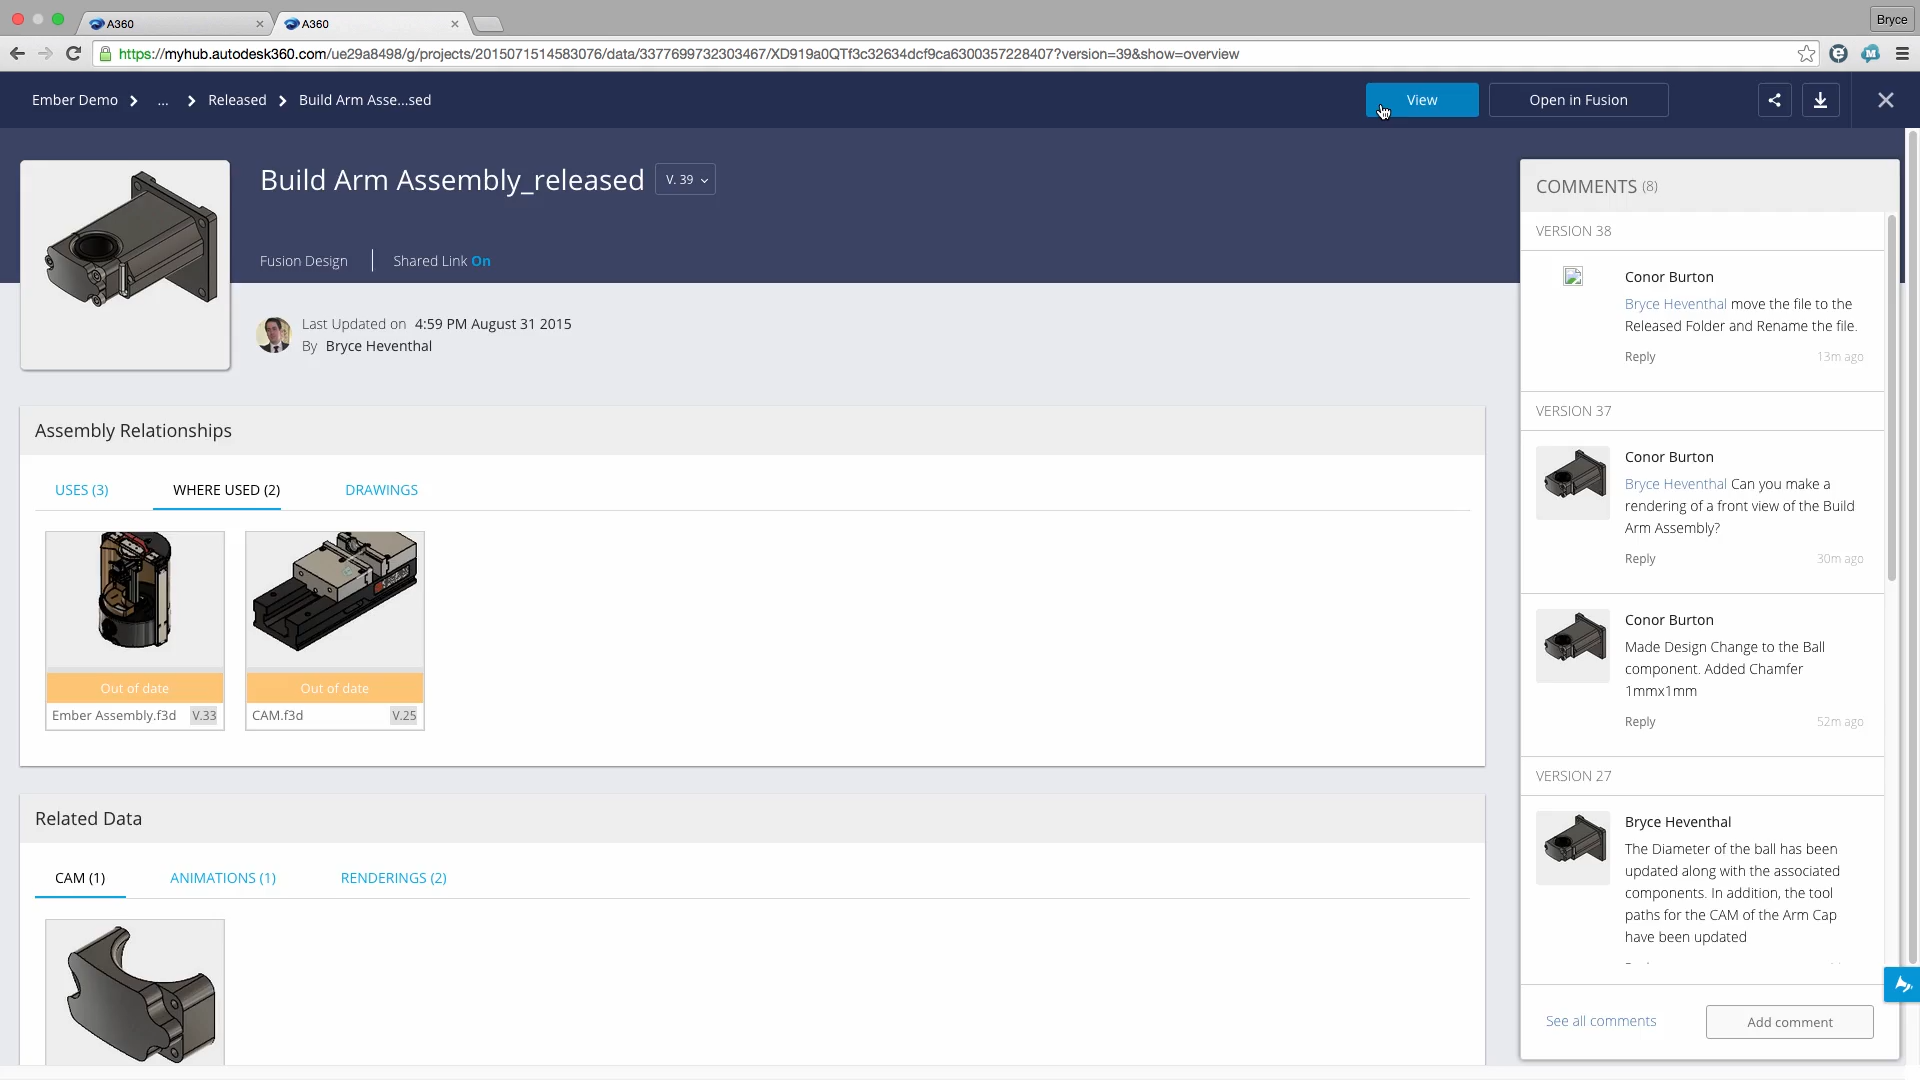 A360
A360
Bryce
https://myhub.autodesk360.com/ue29a8498/g/projects/2015071514583076/data/3377699732303467/XD919a0QTf3c32634dcf9ca6300357228407?version=39&show=overview
Ember Demo > ... > Released > Build Arm Asse...sed
View
Open in Fusion
Build Arm Assembly_released
V. 39
Fusion Design
Shared Link On
Last Updated on 4:59 PM August 31 2015
By Bryce Heventhal
Assembly Relationships
USES (3)
WHERE USED (2)
DRAWINGS
Out of date
Ember Assembly.f3d V.33
Out of date
CAM.f3d V.25
Related Data
CAM (1)
ANIMATIONS (1)
RENDERINGS (2)
COMMENTS (8)
VERSION 38
Conor Burton
Bryce Heventhal move the file to the
Released Folder and Rename the file.
Reply 13m ago
VERSION 37
Conor Burton
Bryce Heventhal Can you make a
rendering of a front view of the Build
Arm Assembly?
Reply 30m ago
Conor Burton
Made Design Change to the Ball
component. Added Chamfer
1mmx1mm
Reply 52m ago
VERSION 27
Bryce Heventhal
The Diameter of the ball has been
updated along with the associated
components. In addition, the tool
paths for the CAM of the Arm Cap
have been updated
See all comments
Add comment